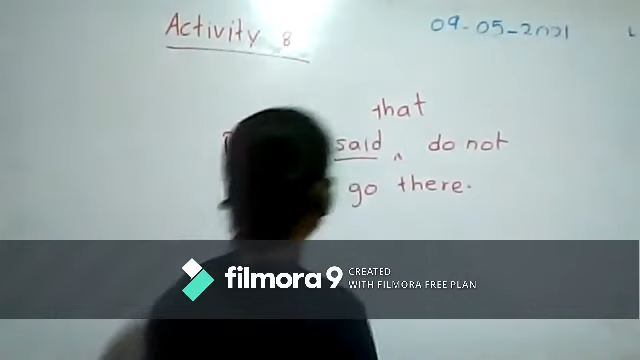 Activity 8
09-05-2021
that
said ^ do not
go there.
filmora9 CREATED
WITH FILMORA FREE PLAN